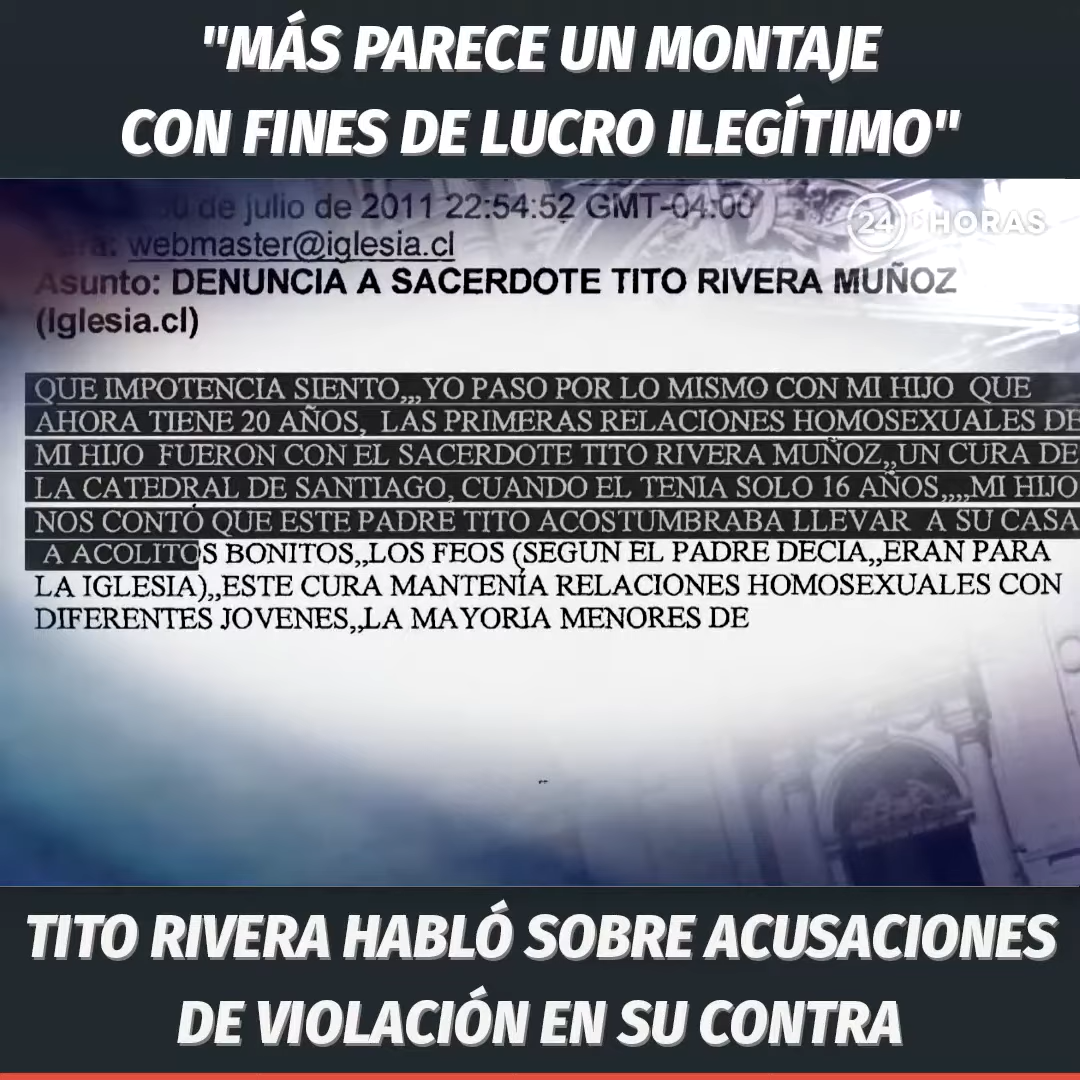 "MÁS PARECE UN MONTAJE
CON FINES DE LUCRO ILEGÍTIMO"
de julio de 2011 22:54:52 GMT-04:00
24 HORAS
webmaster@iglesia.cl
Asunto: DENUNCIA A SACERDOTE TITO RIVERA MUÑOZ
(Iglesia.cl)
QUE IMPOTENCIA SIENTO,,,YO PASO POR LO MISMO CON MI HIJO QUE
AHORA TIENE 20 AÑOS, LAS PRIMERAS RELACIONES HOMOSEXUALES DE
MI HIJO FUERON CON EL SACERDOTE TITO RIVERA MUÑOZ,,UN CURA DE
LA CATEDRAL DE SANTIAGO, CUANDO EL TENIA SOLO 16 AÑOS,,,,MI HIJO
NOS CONTÓ QUE ESTE PADRE TITO ACOSTUMBRABA LLEVAR A SU CASA
A ACOLITOS BONITOS,,LOS FEOS (SEGUN EL PADRE DECIA,,ERAN PARA
LA IGLESIA),,ESTE CURA MANTENÍA RELACIONES HOMOSEXUALES CON
DIFERENTES JOVENES,,LA MAYORIA MENORES DE
TITO RIVERA HABLÓ SOBRE ACUSACIONES
DE VIOLACIÓN EN SU CONTRA